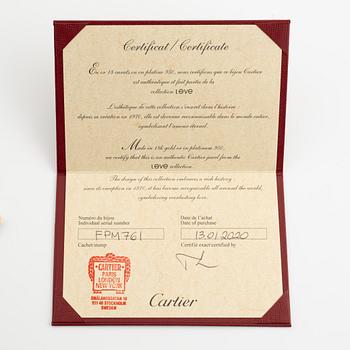 Certificat / Certificate
En or 18 carats ou en platine 950, nous certifions que ce bijou Cartier
est authentique et fait partie de la
collection LOVE
L'esthétique de cette collection s'inscrit dans l'histoire
depuis sa création en 1970, elle est devenue reconnaissable dans le monde entier,
symbolisant l'amour éternel.
Made in 18k gold or in platinum 950,
we certify that this is an authentic Cartier jewel from the
LOVE collection.
The design of this collection embraces a rich history
since its inception in 1970, it has become recognisable all around the world,
symbolizing everlasting love.
Numéro du bijou
Individual serial number
FPM761
Cachet/stamp
Date de l'achat
Date of purchase
13.01.2020
Certifié exact/certified by
CARTIER
PARIS
LONDON
NEW YORK
BIRGER JARLSGATAN
STOCKHOLM
SWEDEN
Cartier